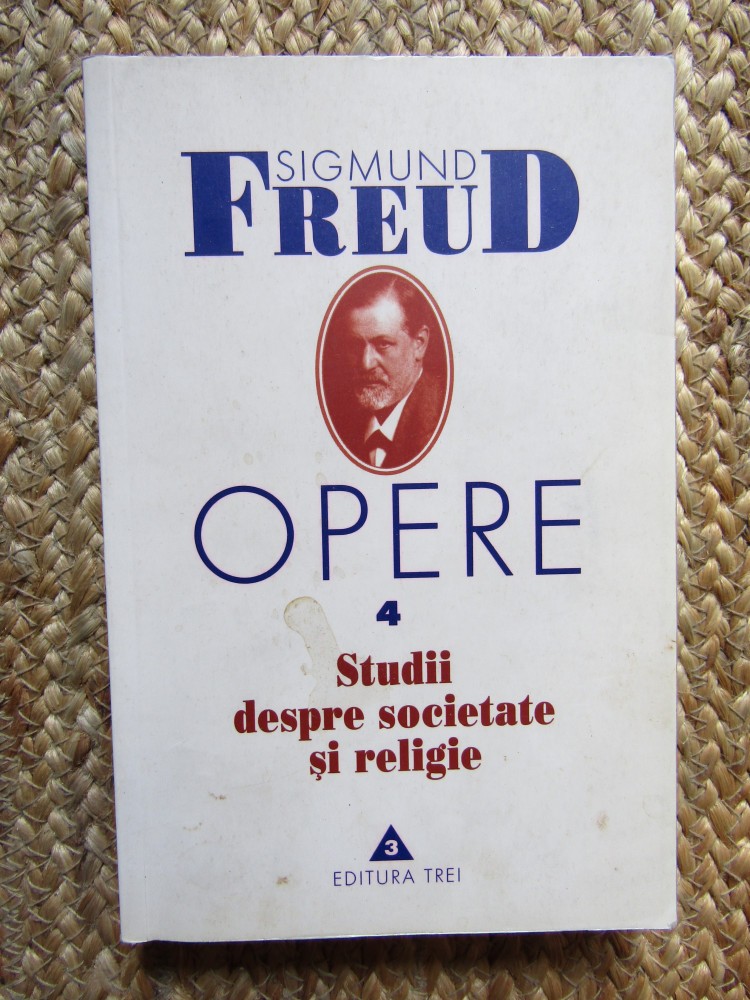 SIGMUND
FREUD
OPERE
4
Studii
despre societate
şi religie
3
EDITURA TREI